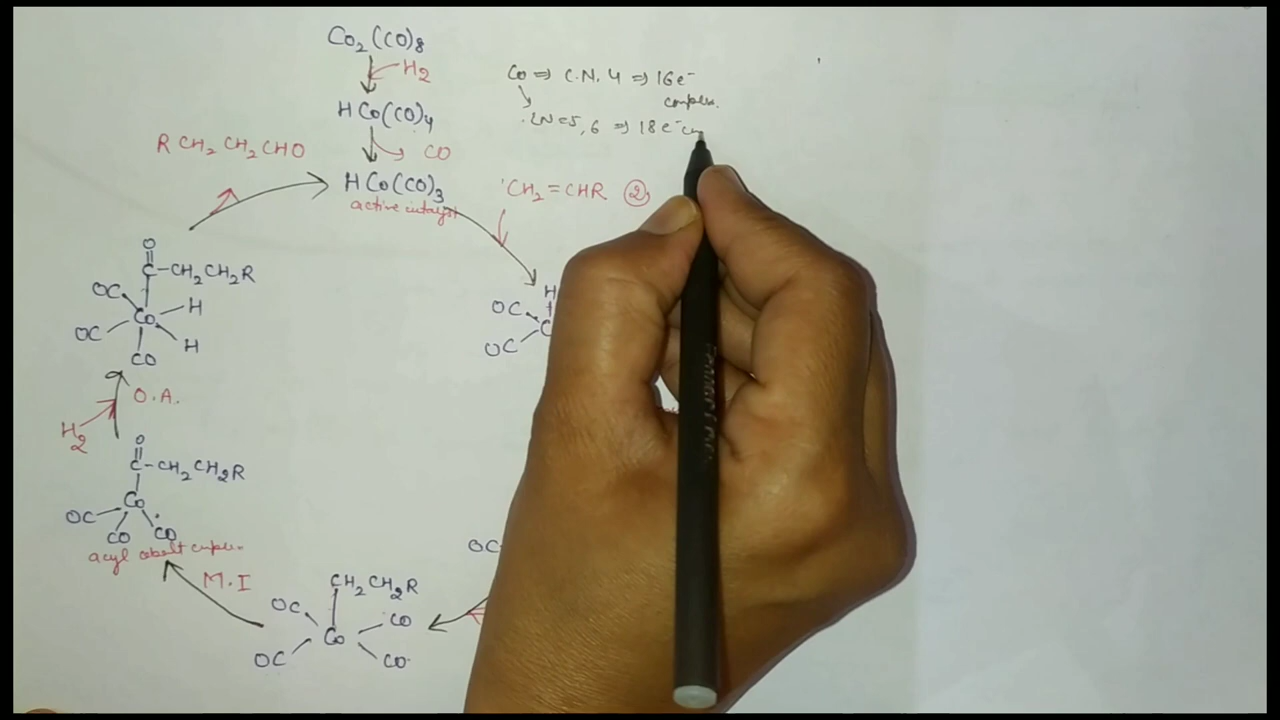 Co2(CO)8
H2
HCo(CO)4
CO
HCo(CO)3
active catalyst
Co ⇒ C.N. 4 ⇒ 16e-
complex.
CN=5,6 ⇒ 18e-
CH2=CHR ②
RCH2CH2CHO
H
OC
OC
O
C-CH2CH2R
OC
Co
H
OC
H
CO
O.A.
H2
O
C-CH2CH2R
Co
OC
CO
CO
acyl cobalt
M.I
CH2CH2R
OC
CO
Co
OC
CO
OC